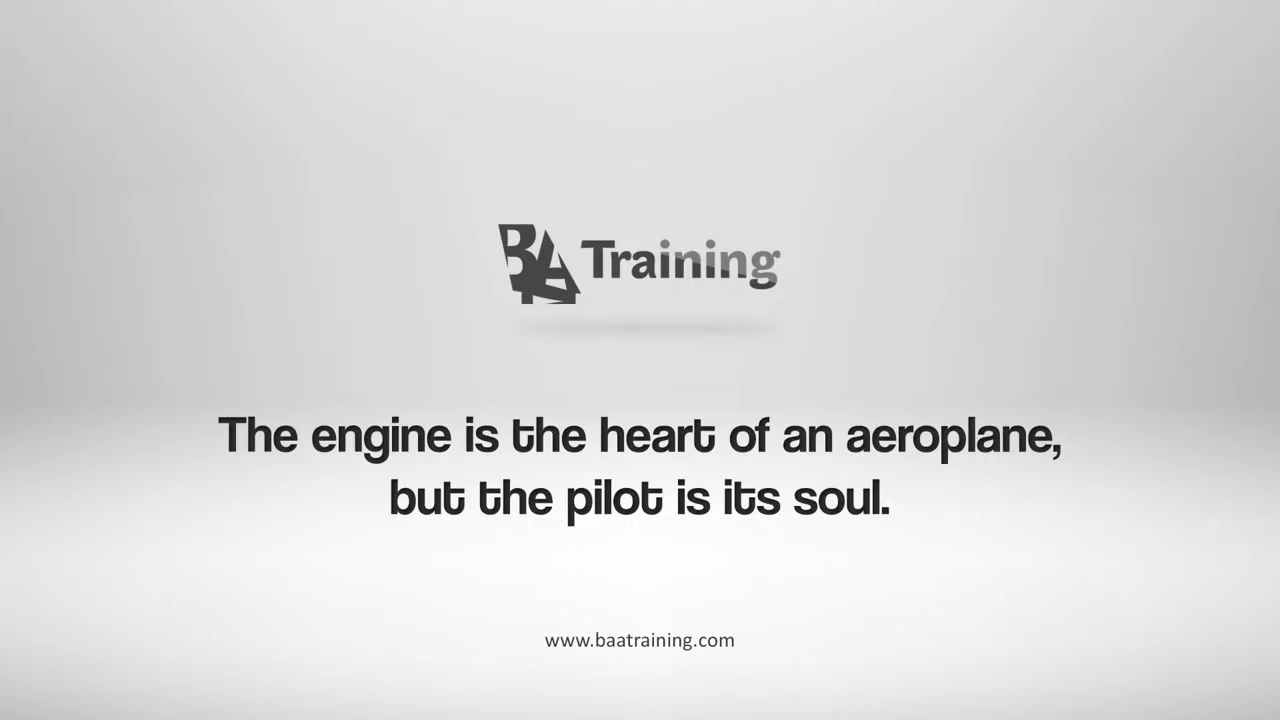 BAA Training
The engine is the heart of an aeroplane,
but the pilot is its soul.
www.baatraining.com